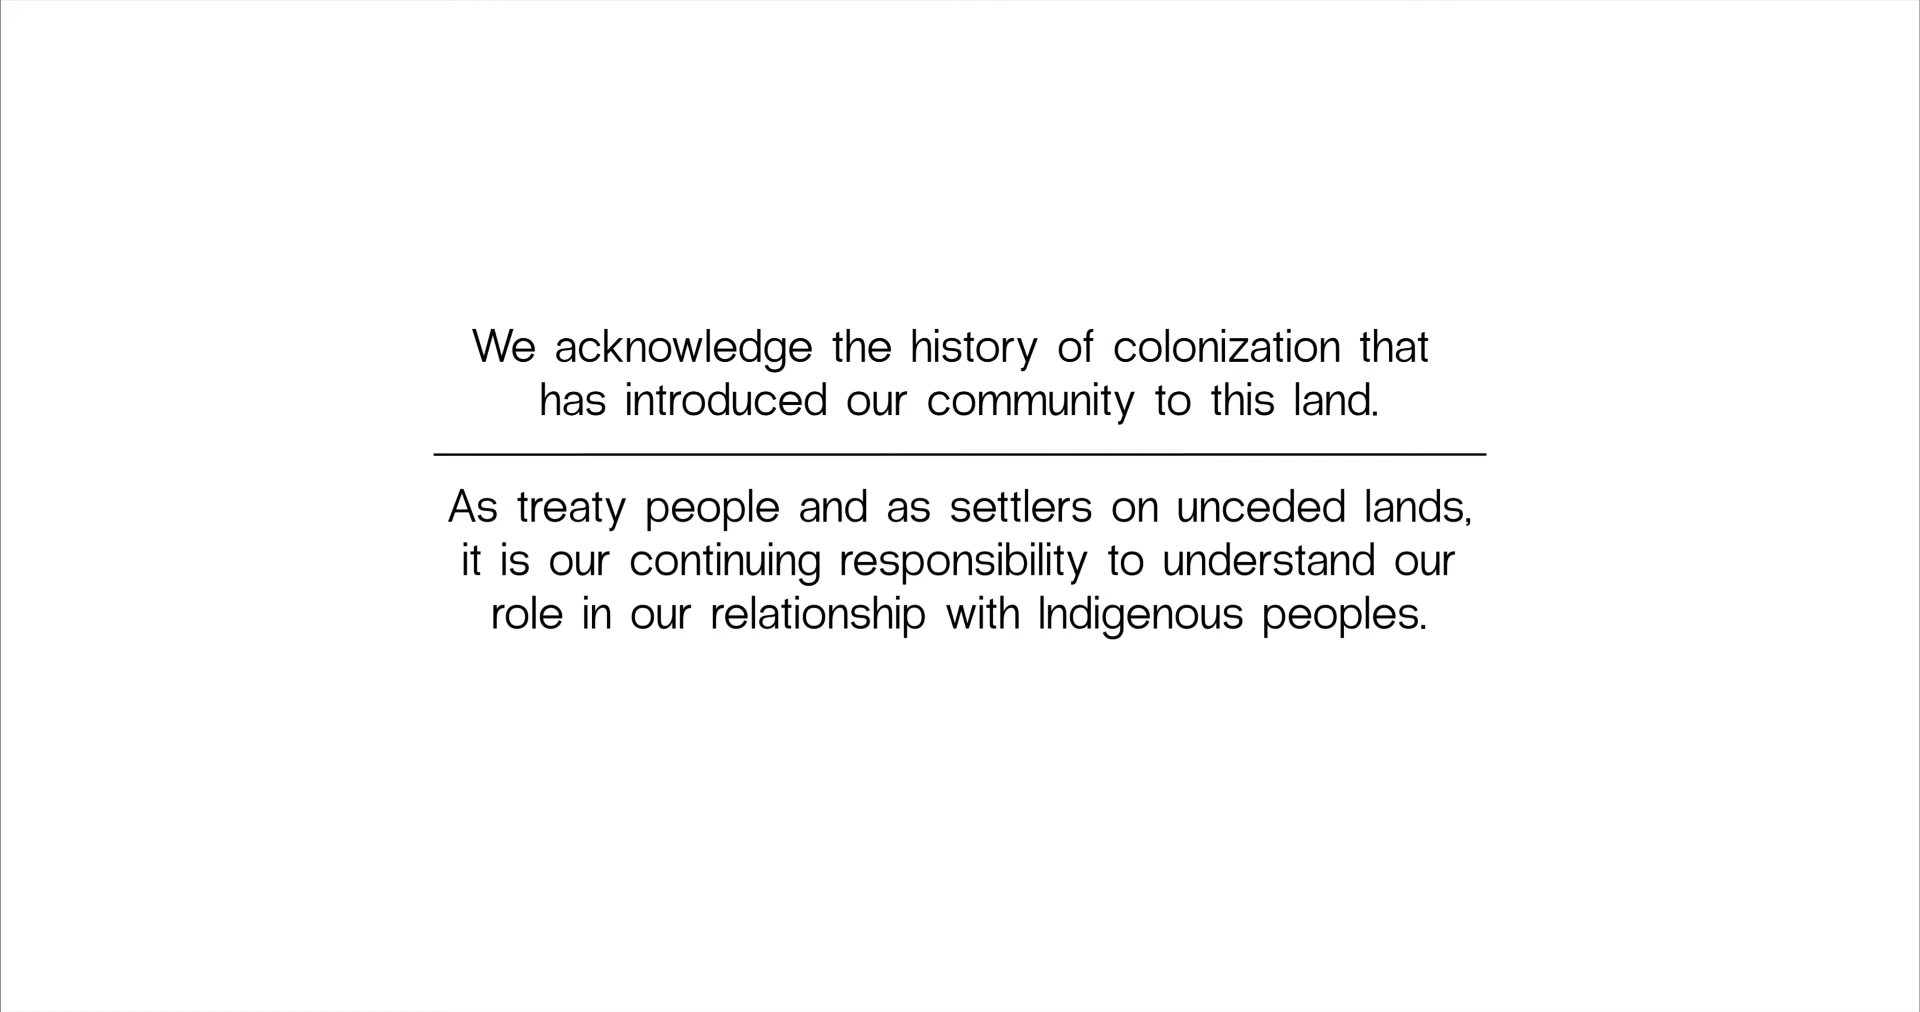 We acknowledge the history of colonization that
has introduced our community to this land.
As treaty people and as settlers on unceded lands,
it is our continuing responsibility to understand our
role in our relationship with Indigenous peoples.